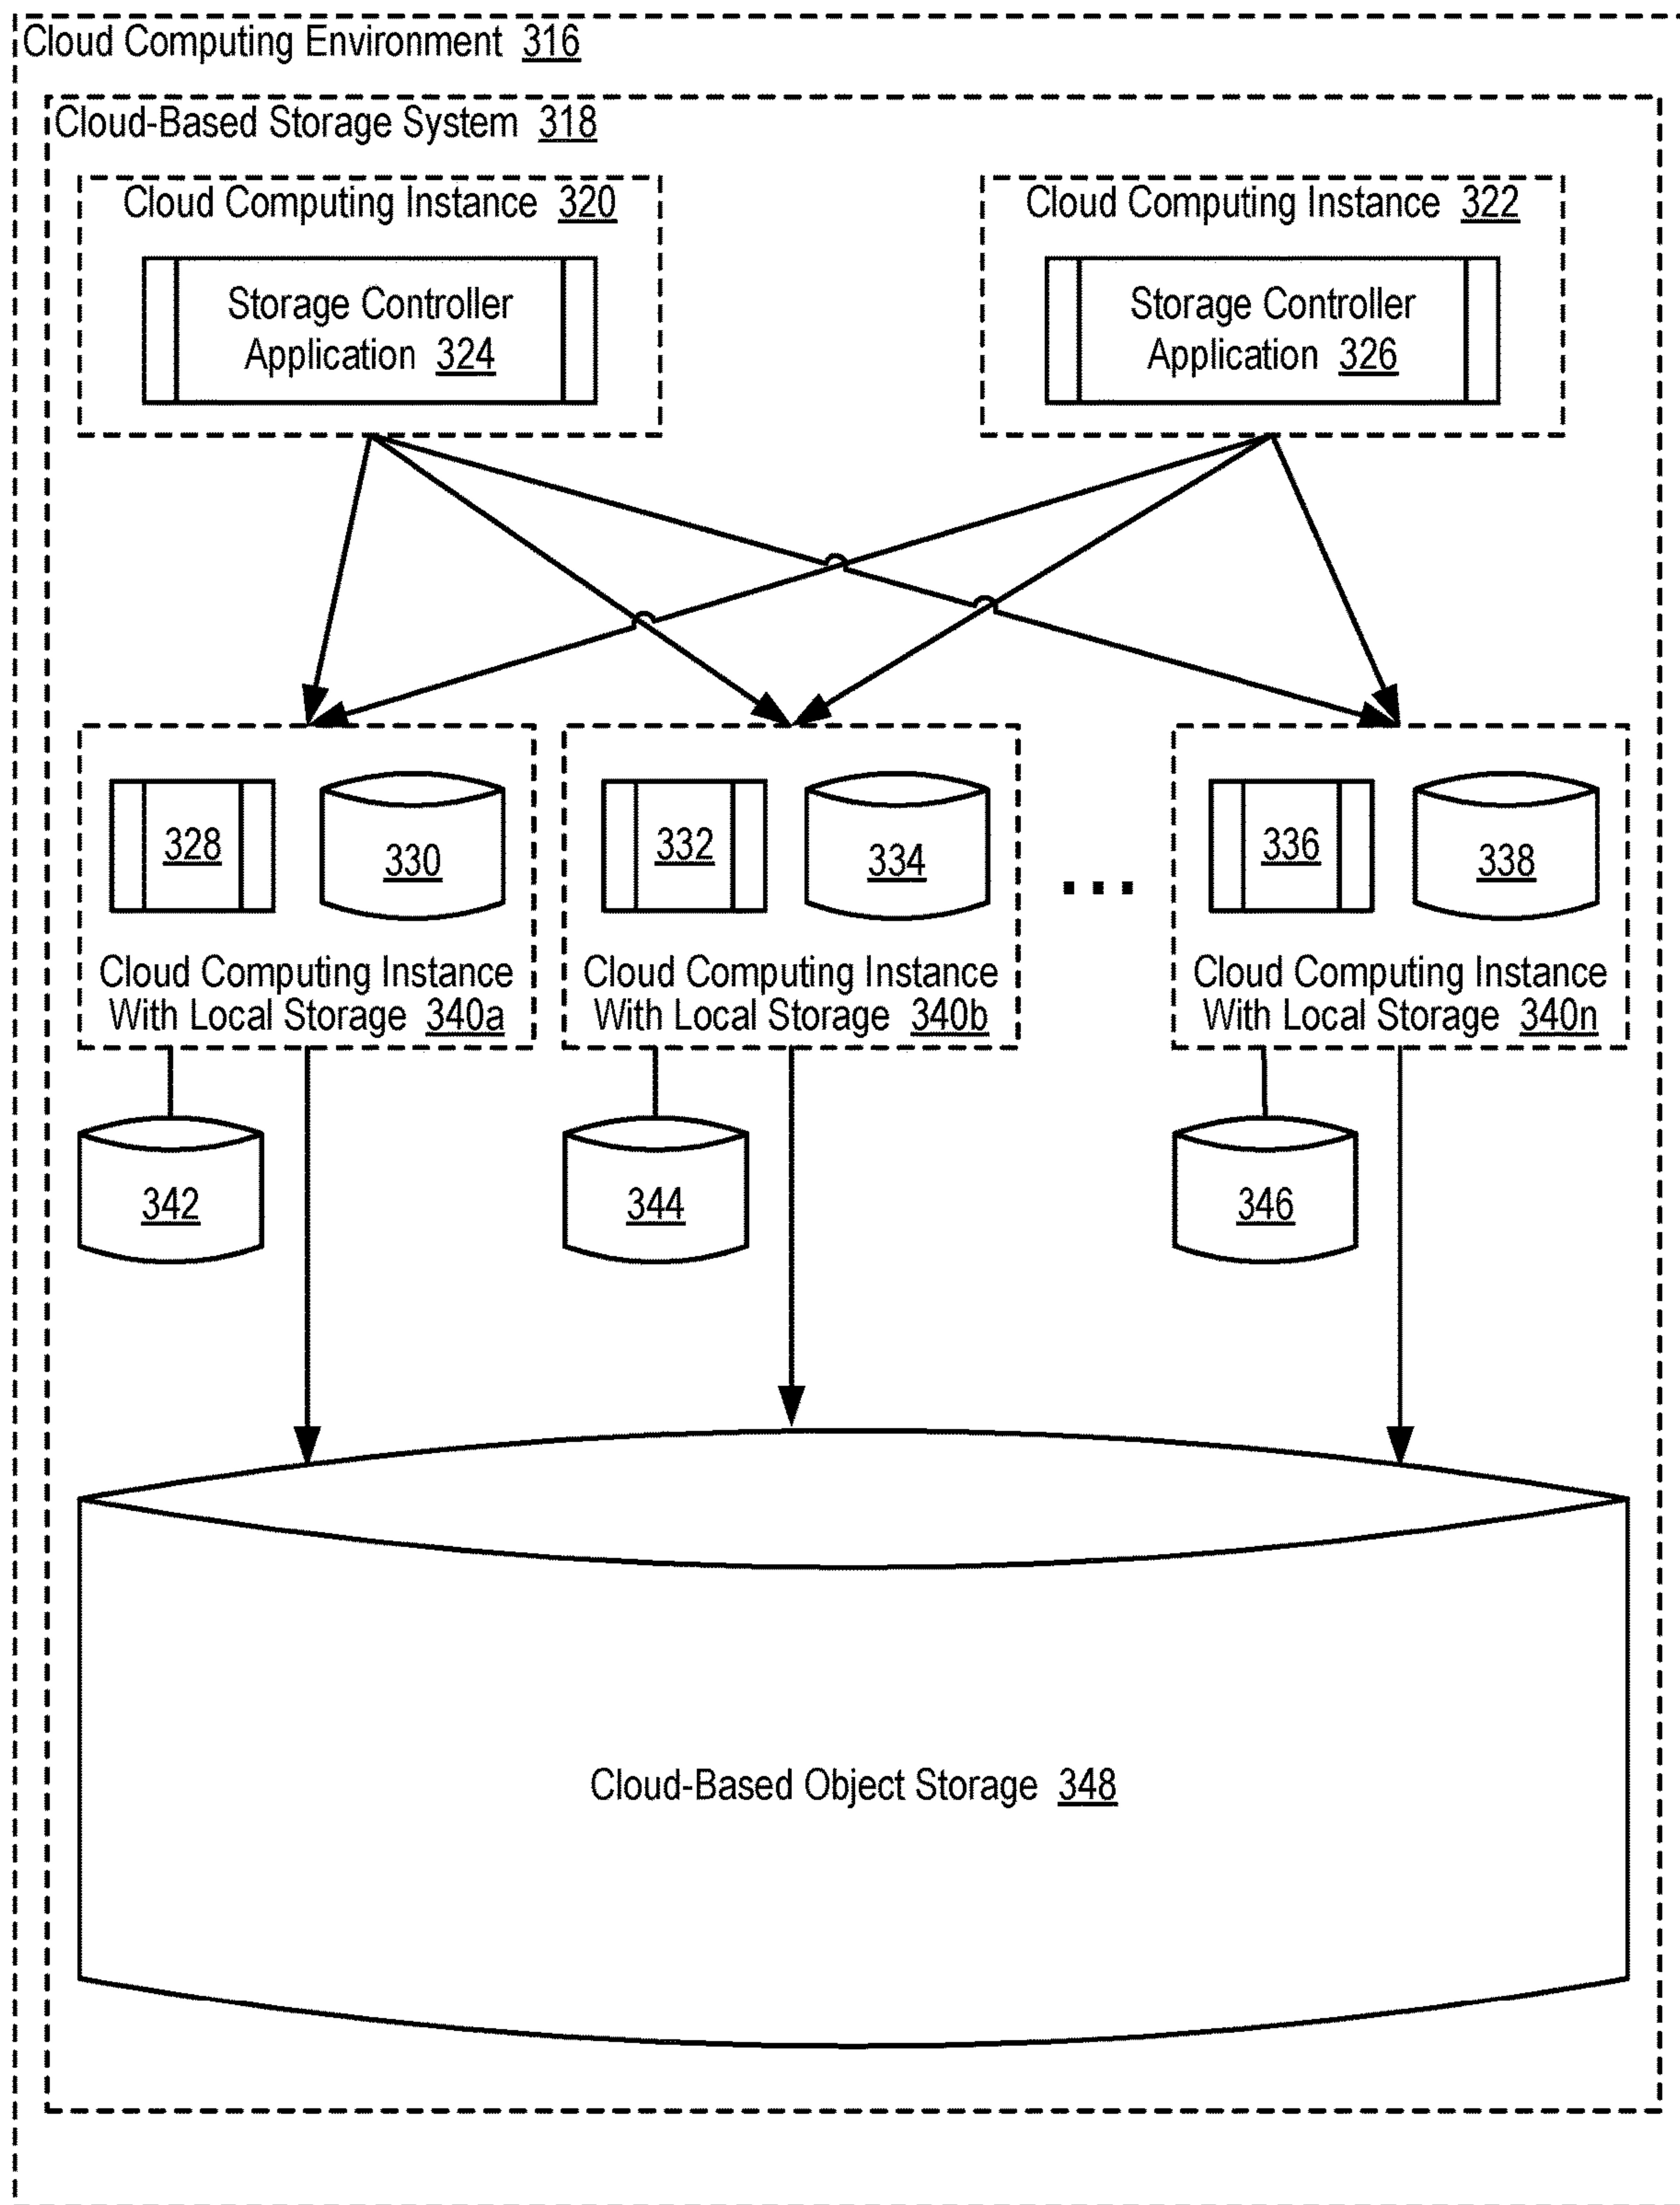 Cloud Computing Environment 316
Cloud-Based Storage System 318
Cloud Computing Instance 320
Storage Controller
Application 324
Cloud Computing Instance 322
Storage Controller
Application 326
328
330
Cloud Computing Instance
With Local Storage 340a
332
334
Cloud Computing Instance
With Local Storage 340b
...
336
338
Cloud Computing Instance
With Local Storage 340n
342
344
346
Cloud-Based Object Storage 348